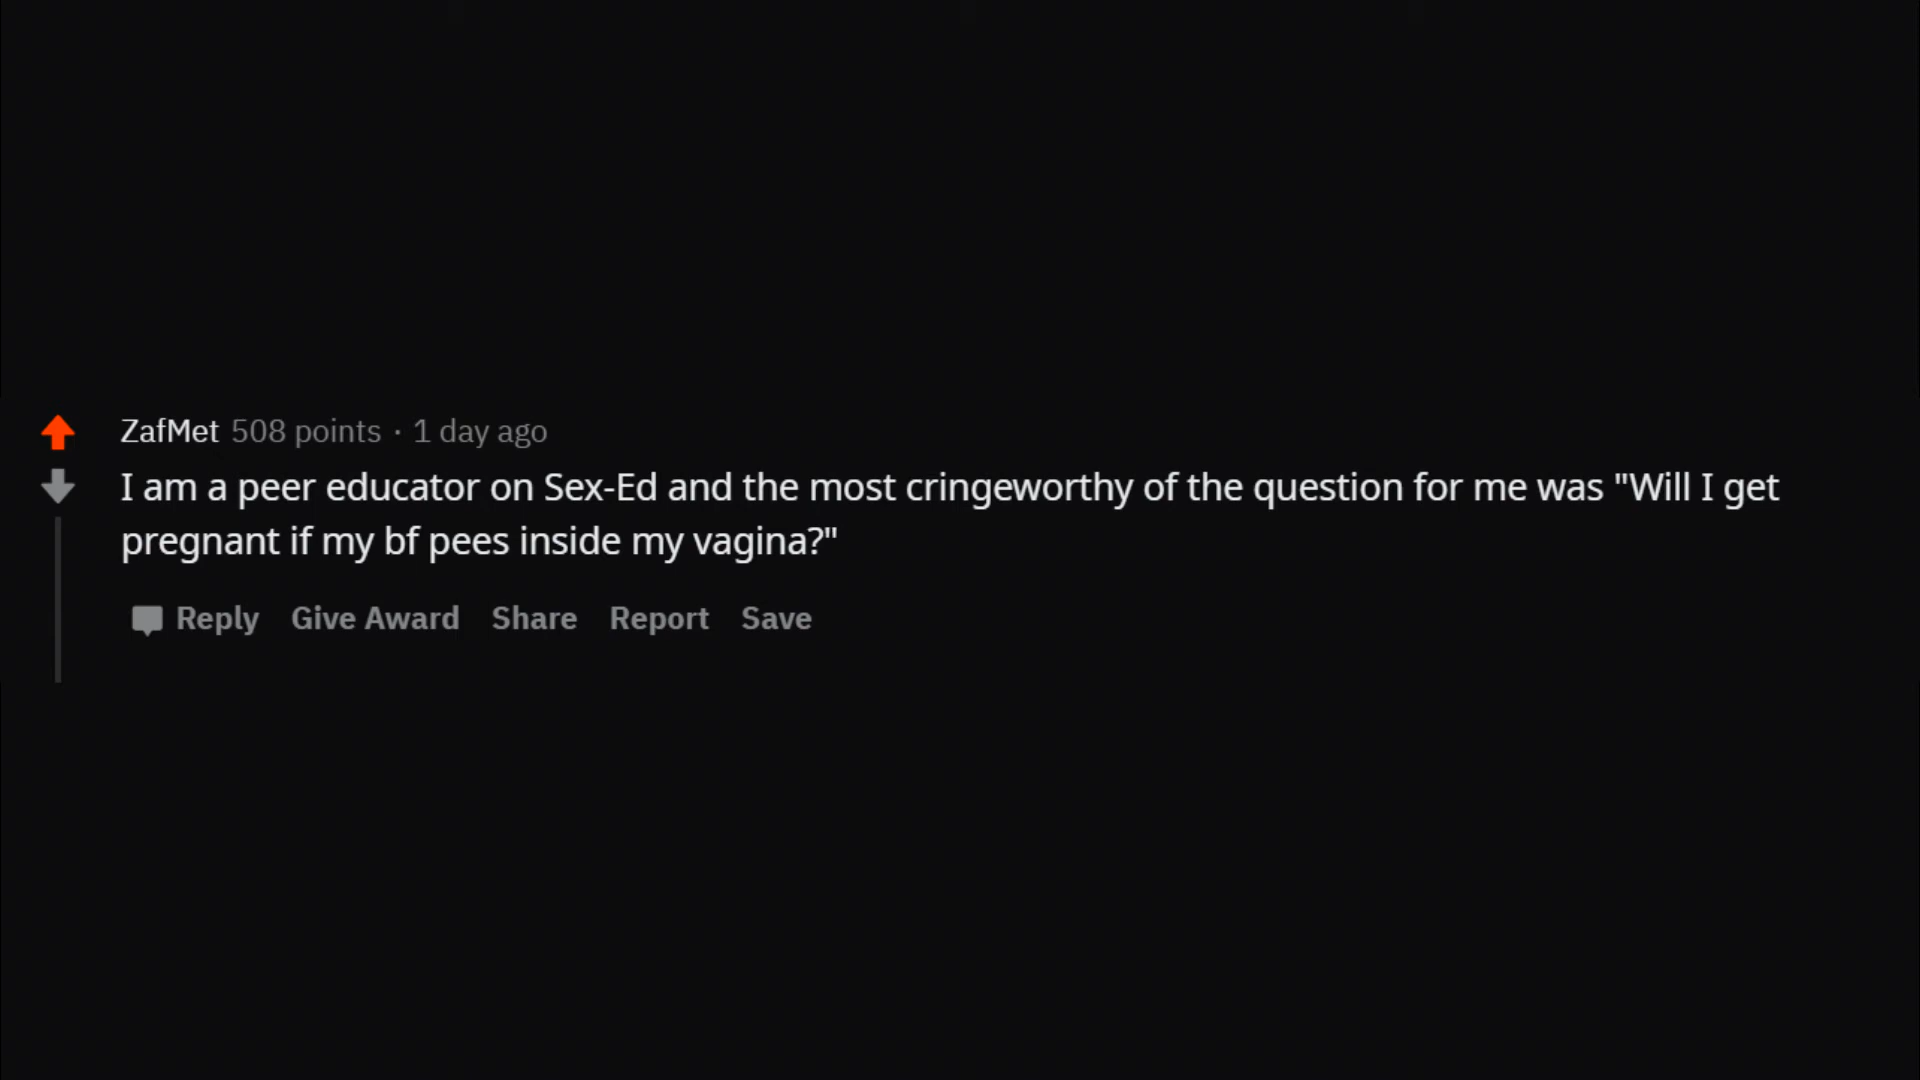 ZafMet 508 points · 1 day ago
I am a peer educator on Sex-Ed and the most cringeworthy of the question for me was "Will I get
pregnant if my bf pees inside my vagina?"
Reply Give Award Share Report Save